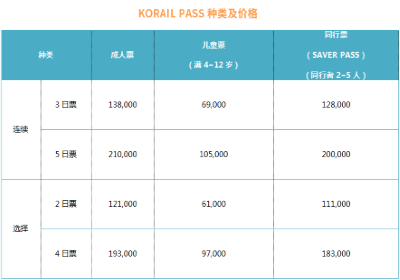 KORAIL PASS 种类及价格
种类 成人票 儿童票 (满 4~12 岁) 同行票 (SAVER PASS) (同行者 2~5 人)
连续 3 日票 138,000 69,000 128,000
5 日票 210,000 105,000 200,000
选择 2 日票 121,000 61,000 111,000
4 日票 193,000 97,000 183,000